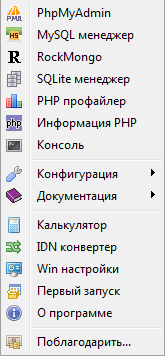 PhpMyAdmin
MySQL менеджер
RockMongo
SQLite менеджер
PHP профайлер
Информация PHP
Консоль
Конфигурация
Документация
Калькулятор
IDN конвертер
Win настройки
Первый запуск
О программе
Поблагодарить...